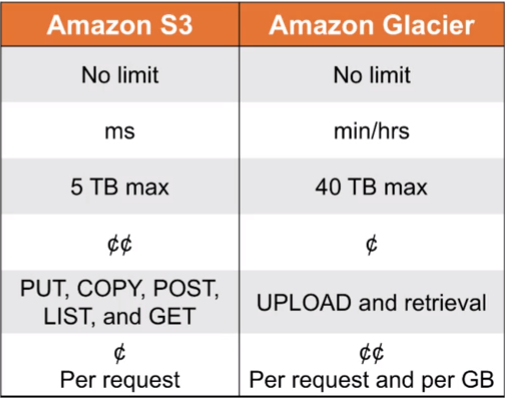 Amazon S3 Amazon Glacier
No limit No limit
ms min/hrs
5 TB max 40 TB max
¢¢ ¢
PUT, COPY, POST,
LIST, and GET
UPLOAD and retrieval
¢
Per request
¢¢
Per request and per GB